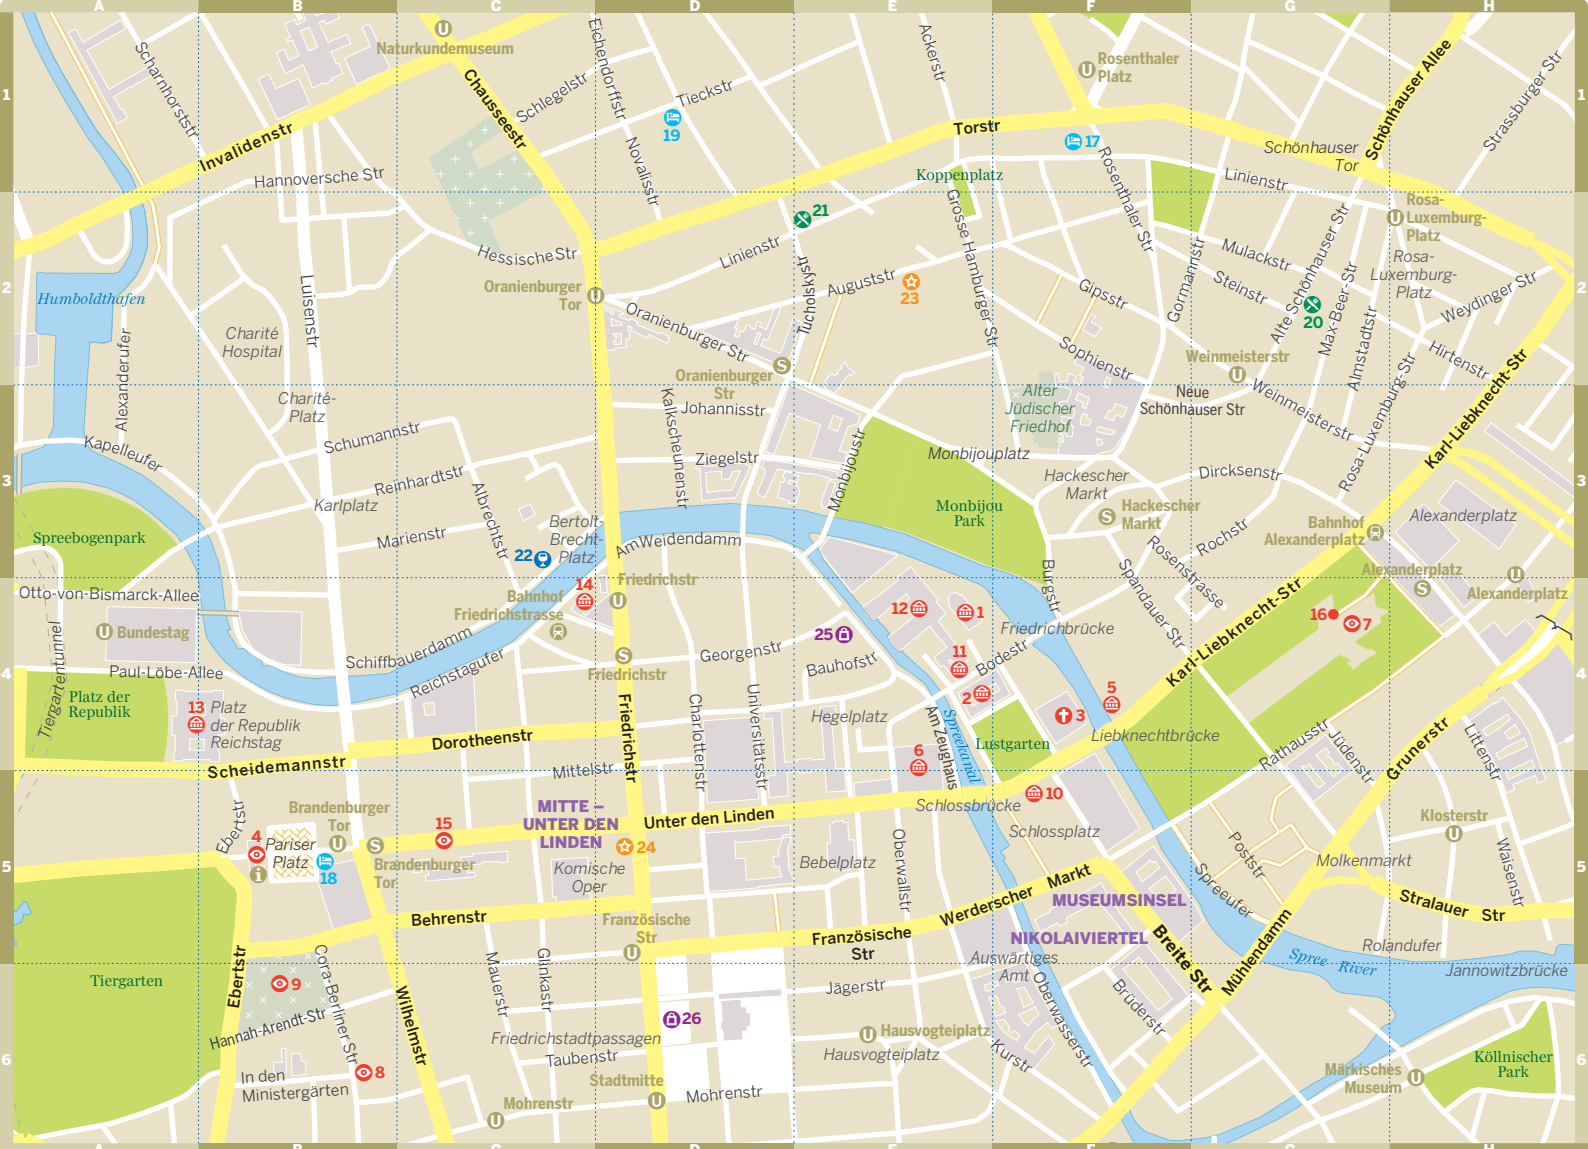 A B C D E F G H
1
Naturkundemuseum
Scharnhorststr
Invalidenstr
Chausseestr
Schlegelstr
Eichendorffstr
Tieckstr
19
Novalisstr
Ackerstr
Torstr
Rosenthaler
Platz
17
Rosenthaler Str
Schönhauser
Tor
Schönhauser Allee
Strassburger Str
1
Hannoversche Str
Koppenplatz
Linienstr
2
Humboldthafen
Alexanderufer
Luisenstr
Charité
Hospital
Hessische Str
Oranienburger
Tor
Linienstr
21
Tucholskystr
Auguststr
23
Grosse Hamburger Str
Gipsstr
Gormannstr
Mulackstr
Steinstr
Alte Schönhauser Str
20
Max-Beer-Str
Rosa-
Luxemburg-
Platz
Rosa-
Luxemburg-
Platz
Weydinger Str
2
Oranienburger Str
Oranienburger
Str
Sophienstr
Weinmeisterstr
Almstadtstr
Hirtenstr
Charité-
Platz
Kalkscheunenstr
Johannisstr
Alter
Jüdischer
Friedhof
Neue
Schönhauser Str
Weinmeisterstr
Rosa-Luxemburg-Str
Karl-Liebknecht-Str
3
Kapelleufer
Schumannstr
Reinhardtstr
Karlplatz
Albrechtstr
Marienstr
Ziegelstr
Monbijoustr
Monbijouplatz
Monbijou
Park
Hackescher
Markt
Hackescher
Markt
Dircksenstr
Rochstr
Rosenstrasse
Bahnhof
Alexanderplatz
Alexanderplatz
3
Spreebogenpark
22
Bertolt-
Brecht-
Platz
Am Weidendamm
Burgstr
Spandauer Str
Alexanderplatz
Alexanderplatz
Otto-von-Bismarck-Allee
Bundestag
Tiergartentunnel
Bahnhof
Friedrichstrasse
14
Friedrichstr
12
1
25
Friedrichbrücke
Karl-Liebknecht-Str
16
7
4
Paul-Löbe-Allee
Schiffbauerdamm
Reichstagufer
Friedrichstr
Georgenstr
Bauhofstr
11
Bodestr
2
Platz der
Republik
13
Platz
der Republik
Reichstag
Friedrichstr
Charlottenstr
Universitätsstr
Hegelplatz
Am Zeughaus
Spreekanal
Lustgarten
3
5
Liebknechtbrücke
Rathausstr
Jüdenstr
Grunerstr
Littenstr
4
Scheidemannstr
Dorotheenstr
Mittelstr
6
Schlossbrücke
10
Ebertstr
Brandenburger
Tor
4
Pariser
Platz
18
Brandenburger
Tor
15
MITTE –
UNTER DEN
LINDEN
Unter den Linden
24
Komische
Oper
Bebelplatz
Oberwallstr
Schlossplatz
Poststr
Molkenmarkt
Klosterstr
Waisenstr
5
5
Behrenstr
Französische
Str
Französische
Str
Werderscher Markt
MUSEUMSINSEL
NIKOLAIVIERTEL
Breite Str
Spreeufer
Mühlendamm
Stralauer Str
Rolandufer
Spree River
Jannowitzbrücke
Tiergarten
Ebertstr
9
Cora-Berliner Str
Hannah-Arendt-Str
Wilhelmstr
Mauerstr
Glinkastr
Jägerstr
Auswärtiges
Amt
Oberwasserstr
Brüderstr
26
Friedrichstadtpassagen
Hausvogteiplatz
Hausvogteiplatz
Kurstr
6
In den
Ministergärten
8
Taubenstr
Stadtmitte
Mohrenstr
Mohrenstr
Märkisches
Museum
Köllnischer
Park
6